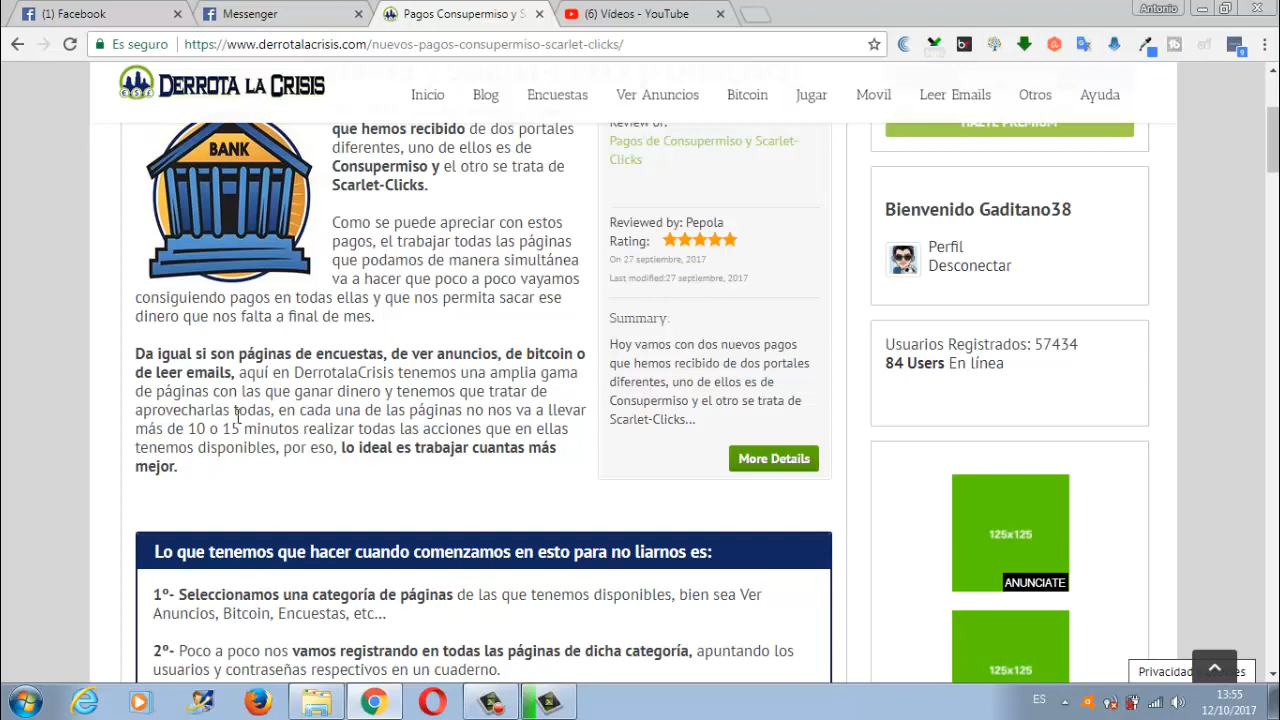 (1) Facebook
Messenger
Pagos Consupermiso y S
(6) Vídeos - YouTube
Antonio
Es seguro
https://www.derrotalacrisis.com/nuevos-pagos-consupermiso-scarlet-clicks/
DERROTA LA CRISIS
Inicio
Blog
Encuestas
Ver Anuncios
Bitcoin
Jugar
Movil
Leer Emails
Otros
Ayuda
BANK
que hemos recibido de dos portales
diferentes, uno de ellos es de
Consupermiso y el otro se trata de
Scarlet-Clicks.
Como se puede apreciar con estos
pagos, el trabajar todas las páginas
que podamos de manera simultánea
va a hacer que poco a poco vayamos
consiguiendo pagos en todas ellas y que nos permita sacar ese
dinero que nos falta a final de mes.
Da igual si son páginas de encuestas, de ver anuncios, de bitcoin o
de leer emails, aquí en DerrotalaCrisis tenemos una amplia gama
de páginas con las que ganar dinero y tenemos que tratar de
aprovecharlas todas, en cada una de las páginas no nos va a llevar
más de 10 o 15 minutos realizar todas las acciones que en ellas
tenemos disponibles, por eso, lo ideal es trabajar cuantas más
mejor.
Review of:
Pagos de Consupermiso y Scarlet-
Clicks
Reviewed by: Pepola
Rating:
On 27 septiembre, 2017
Last modified:27 septiembre, 2017
Summary:
Hoy vamos con dos nuevos pagos
que hemos recibido de dos portales
diferentes, uno de ellos es de
Consupermiso y el otro se trata de
Scarlet-Clicks...
More Details
HAZTE PREMIUM
Bienvenido Gaditano38
Perfil
Desconectar
Usuarios Registrados: 57434
84 Users En línea
125x125
ANUNCIATE
125x125
Lo que tenemos que hacer cuando comenzamos en esto para no liarnos es:
1º- Seleccionamos una categoría de páginas de las que tenemos disponibles, bien sea Ver
Anuncios, Bitcoin, Encuestas, etc...
2º- Poco a poco nos vamos registrando en todas las páginas de dicha categoría, apuntando los
usuarios y contraseñas respectivos en un cuaderno.
Privacidad
ES
13:55
12/10/2017